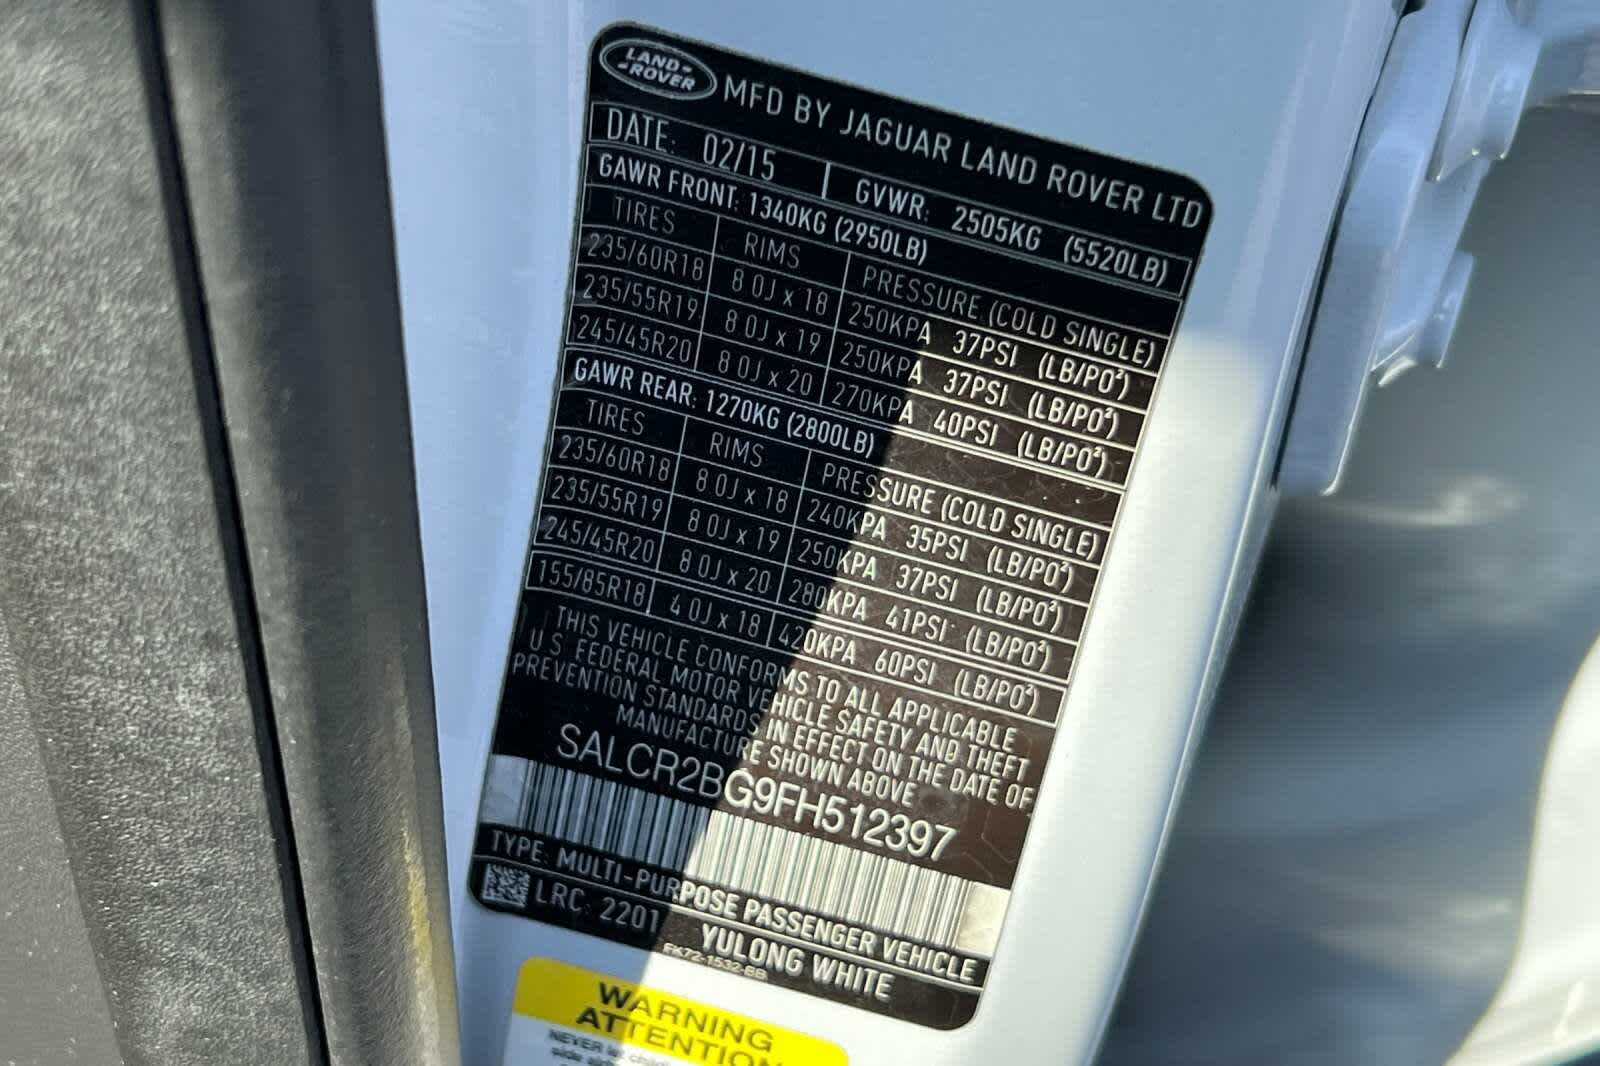 LAND-
-ROVER
MFD BY JAGUAR LAND ROVER LTD
DATE: 02/15 GVWR: 2505KG (5520LB)
GAWR FRONT: 1340KG (2950LB)
TIRES RIMS PRESSURE (COLD SINGLE)
235/60R18 8 0J x 18 250KPA 37PSI (LB/PO²)
235/55R19 8 0J x 19 250KPA 37PSI (LB/PO²)
245/45R20 8 0J x 20 270KPA 40PSI (LB/PO²)
GAWR REAR: 1270KG (2800LB)
TIRES RIMS PRESSURE (COLD SINGLE)
235/60R18 8 0J x 18 240KPA 35PSI (LB/PO²)
235/55R19 8 0J x 19 250KPA 37PSI (LB/PO²)
245/45R20 8 0J x 20 280KPA 41PSI (LB/PO²)
155/85R18 4 0J x 18 420KPA 60PSI (LB/PO²)
THIS VEHICLE CONFORMS TO ALL APPLICABLE
U.S. FEDERAL MOTOR VEHICLE SAFETY AND THEFT
PREVENTION STANDARDS IN EFFECT ON THE DATE OF
MANUFACTURE SHOWN ABOVE
SALCR2BG9FH512397
TYPE: MULTI-PURPOSE PASSENGER VEHICLE
LRC: 2201 YULONG WHITE
FK72-1532-BB
WARNING
ATTENTION
NEVER
side